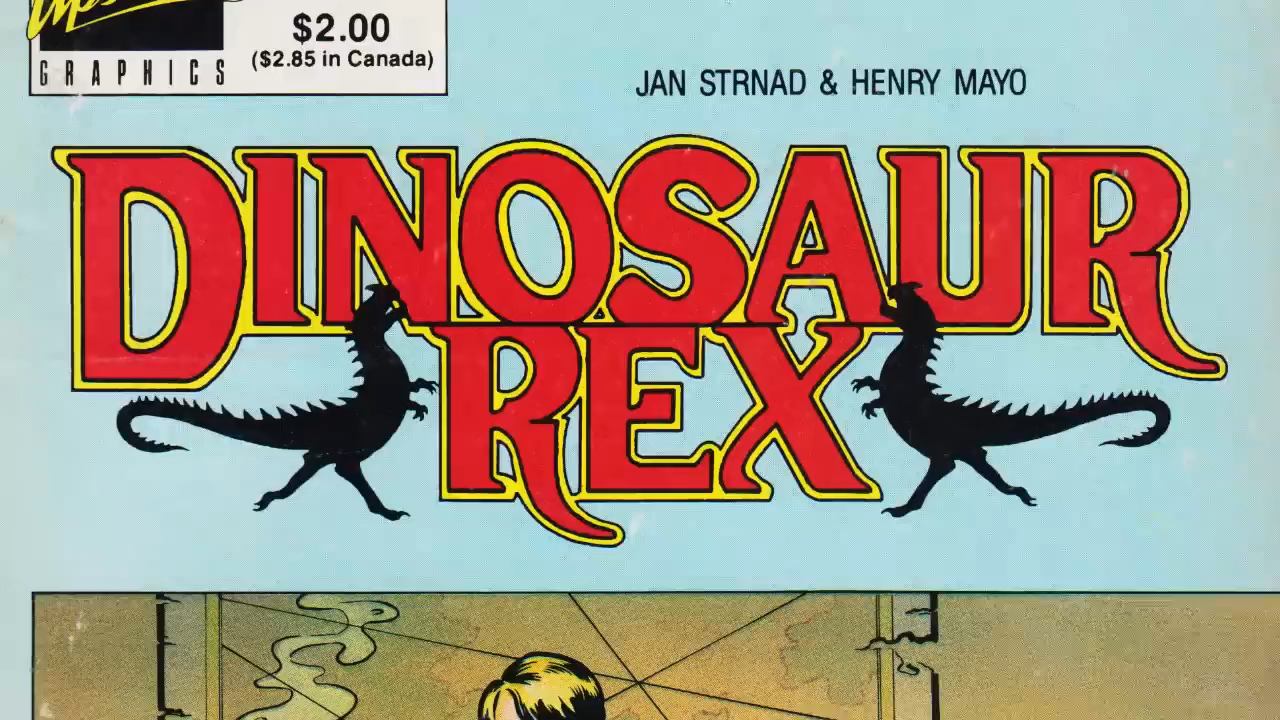 $2.00
($2.85 in Canada)
GRAPHICS
JAN STRNAD & HENRY MAYO
DINOSAUR
REX